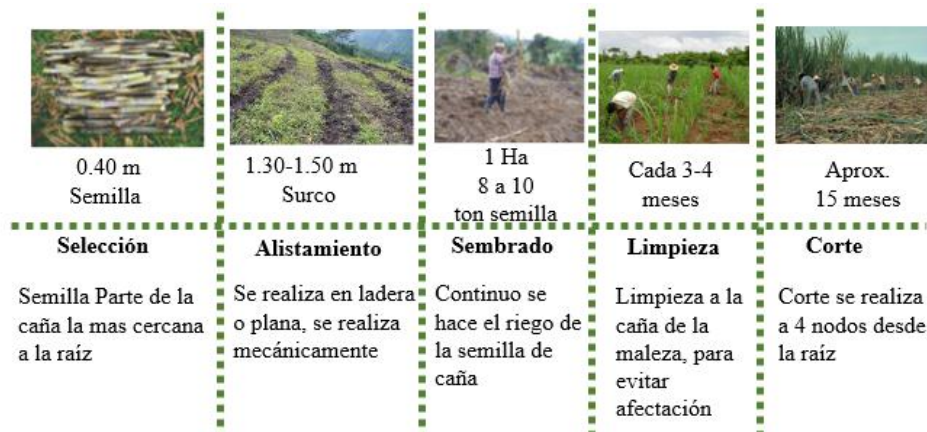 0.40 m
Semilla
1.30-1.50 m
Surco
1 Ha
8 a 10
ton semilla
Cada 3-4
meses
Aprox.
15 meses
Selección
Semilla Parte de la
caña la mas cercana
a la raíz
Alistamiento
Se realiza en ladera
o plana, se realiza
mecánicamente
Sembrado
Continuo se
hace el riego de
la semilla de
caña
Limpieza
Limpieza a la
caña de la
maleza, para
evitar
afectación
Corte
Corte se realiza
a 4 nodos desde
la raíz